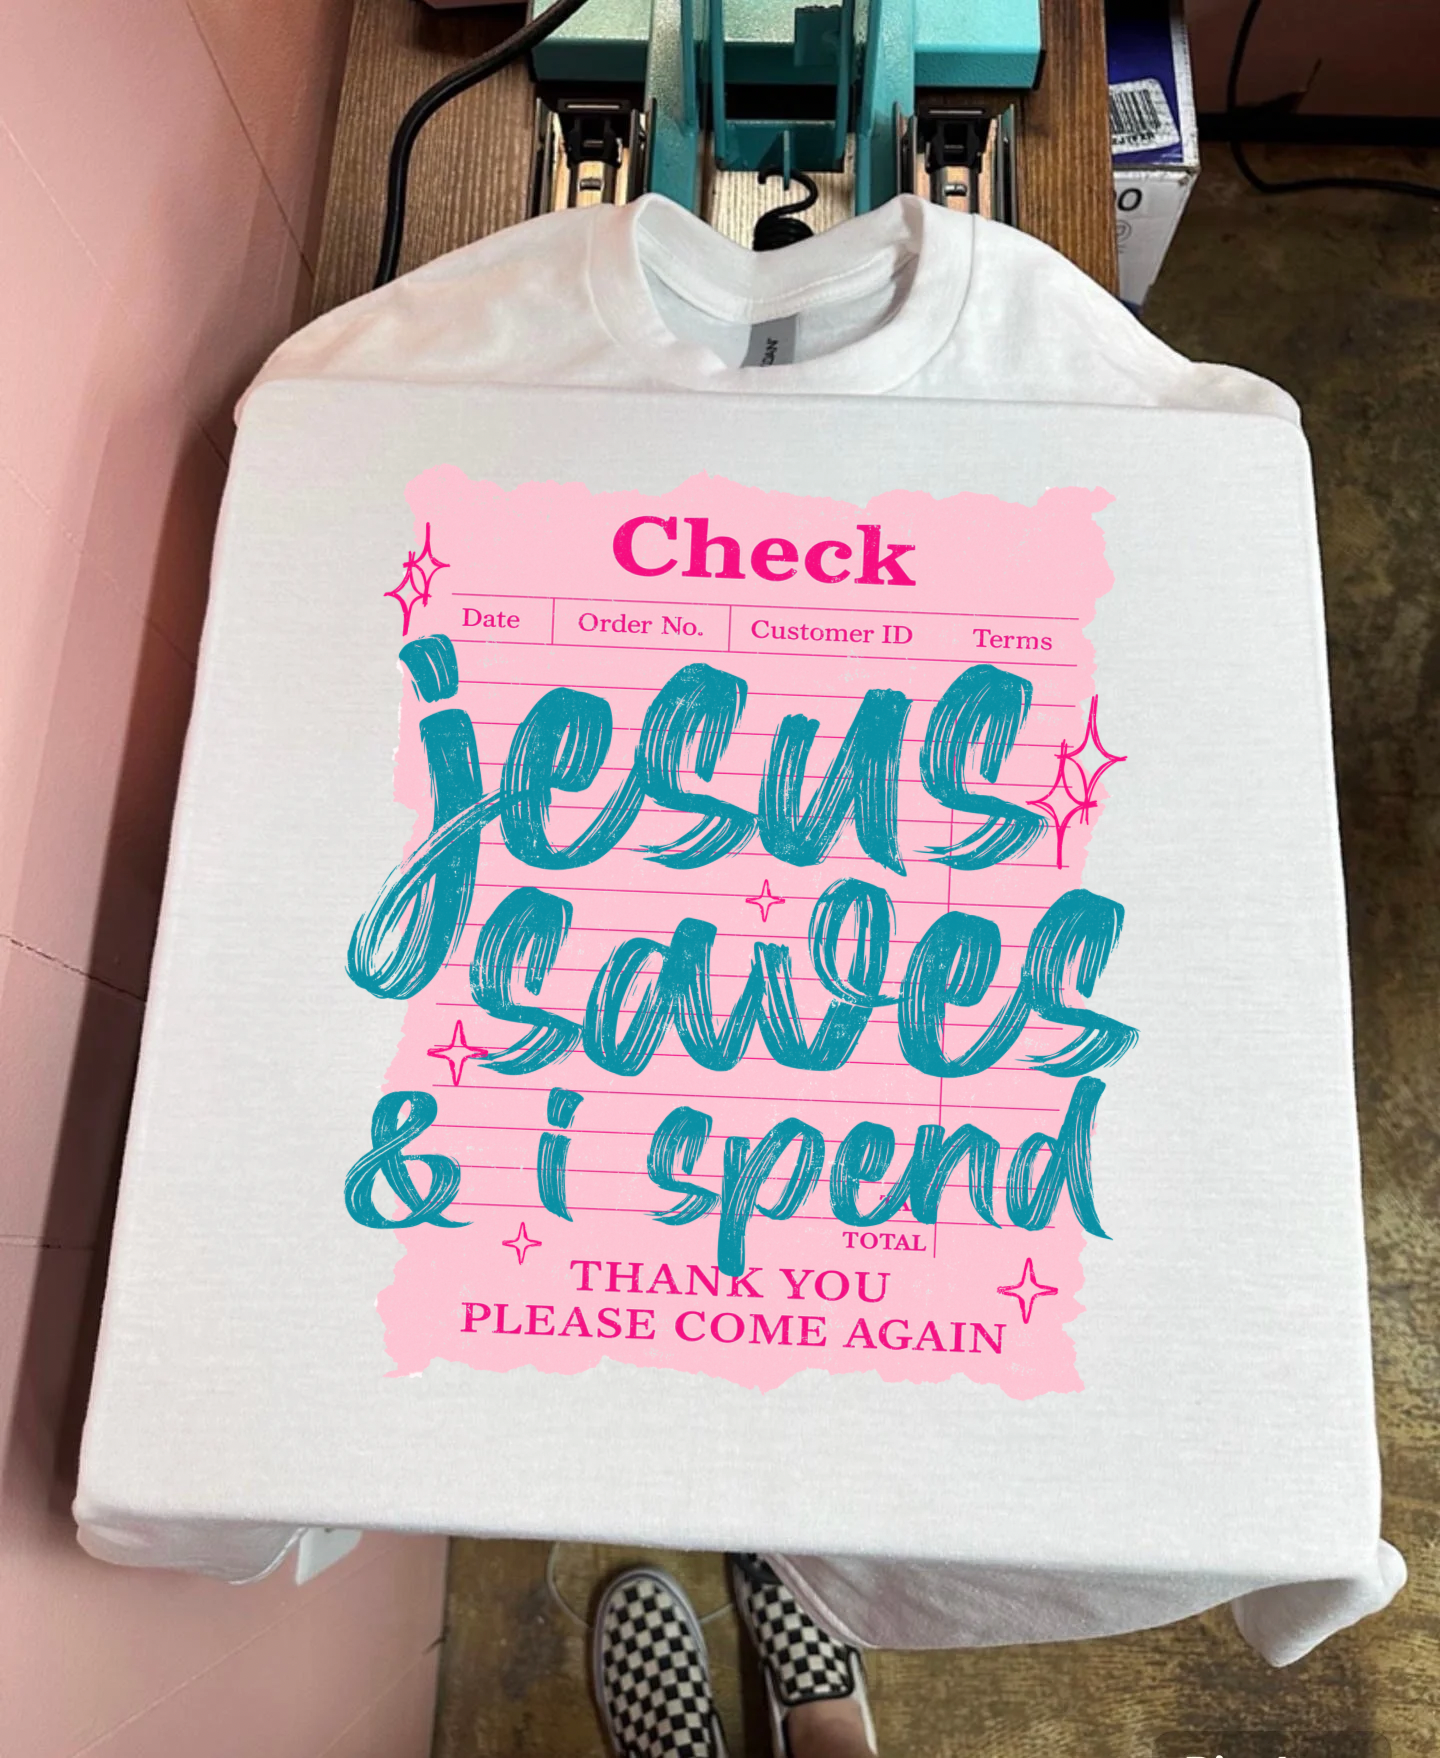 Check
Date Order No. Customer ID Terms
jesus
saves
& i spend
TOTAL
THANK YOU
PLEASE COME AGAIN